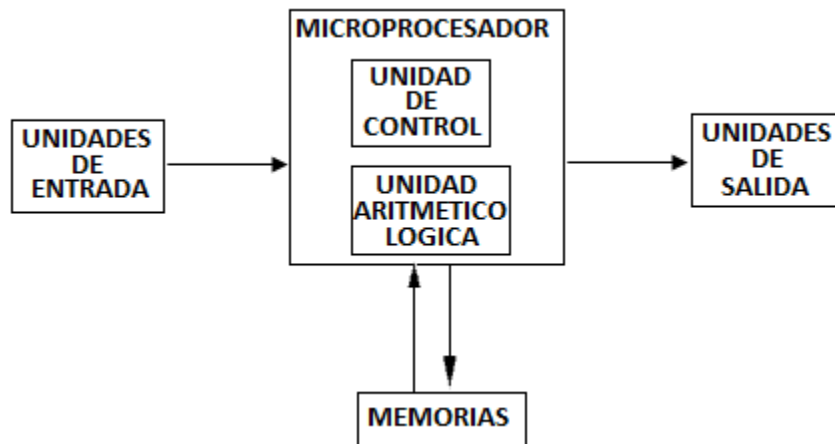 MICROPROCESADOR
UNIDAD
DE
CONTROL
UNIDADES
DE
ENTRADA
UNIDAD
ARITMETICO
LOGICA
UNIDADES
DE
SALIDA
MEMORIAS